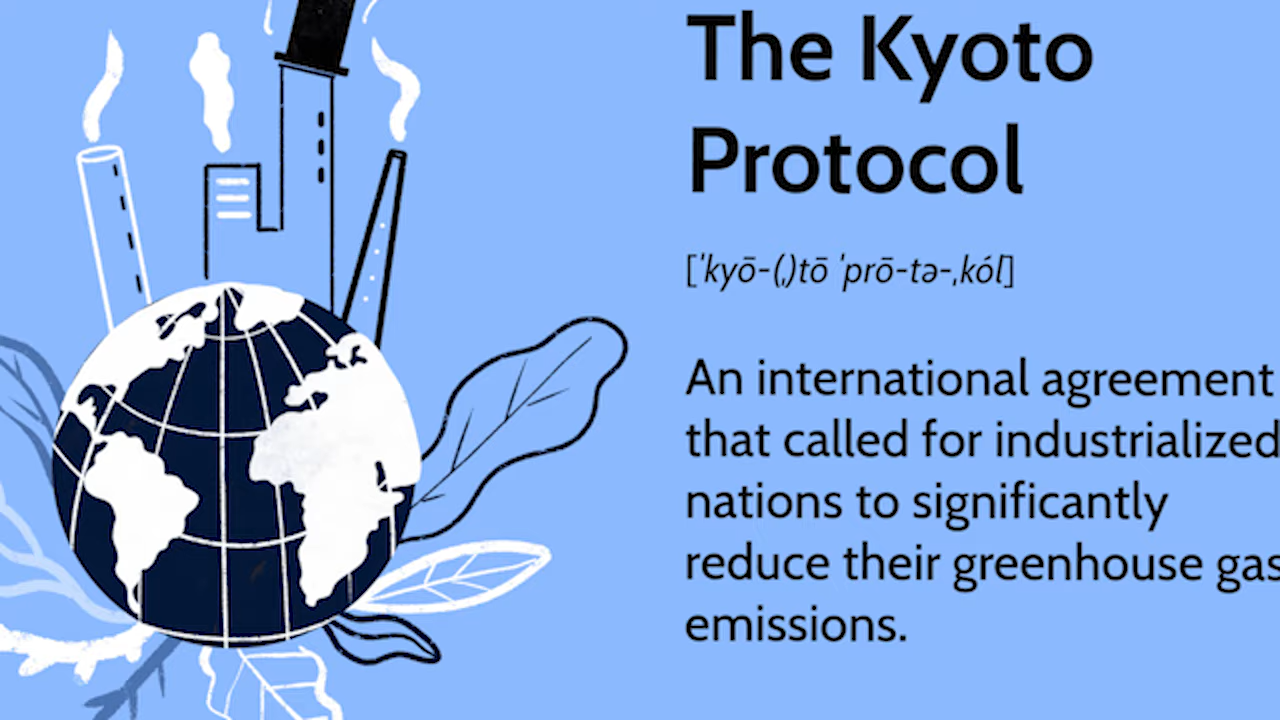 The Kyoto
Protocol
[ˈkyō-(ˌ)tō ˈprō-tə-ˌkól]
An international agreement
that called for industrialized
nations to significantly
reduce their greenhouse gas
emissions.